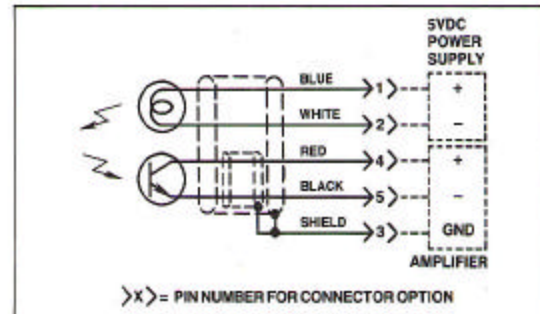 5VDC
POWER
SUPPLY
BLUE 1 +
WHITE 2 −
RED 4 +
BLACK 5 −
SHIELD 3 GND
AMPLIFIER
>X> = PIN NUMBER FOR CONNECTOR OPTION